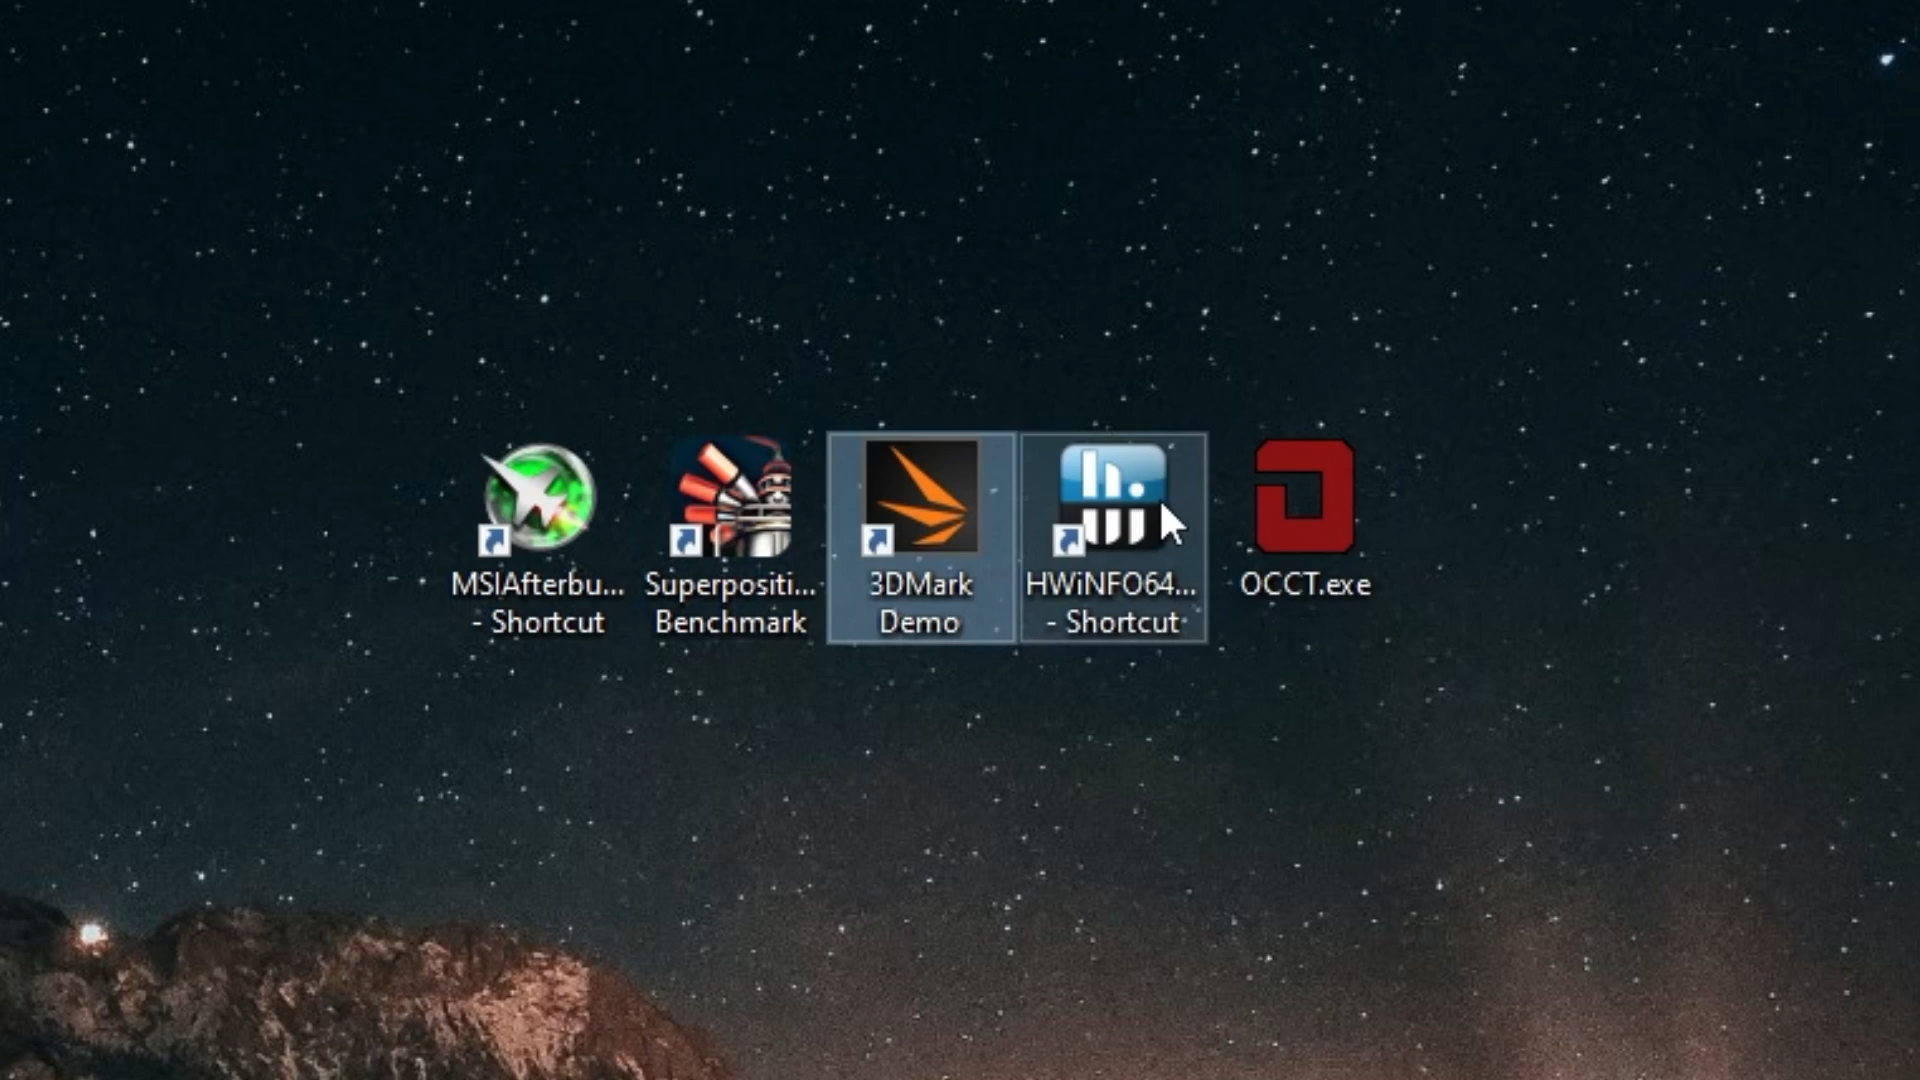 MSIAfterbu...
- Shortcut
Superpositi...
Benchmark
3DMark
Demo
HWiNFO64...
- Shortcut
OCCT.exe